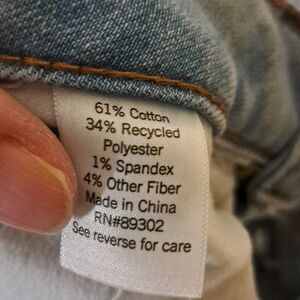 61% Cotton
34% Recycled
Polyester
1% Spandex
4% Other Fiber
Made in China
RN#89302
See reverse for care